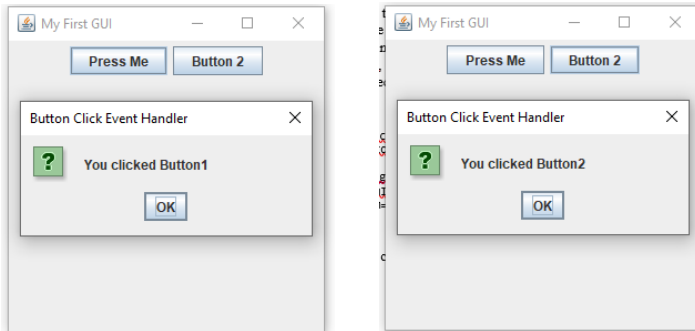 My First GUI
Press Me Button 2
Button Click Event Handler
?
You clicked Button1
OK
My First GUI
Press Me Button 2
Button Click Event Handler
?
You clicked Button2
OK